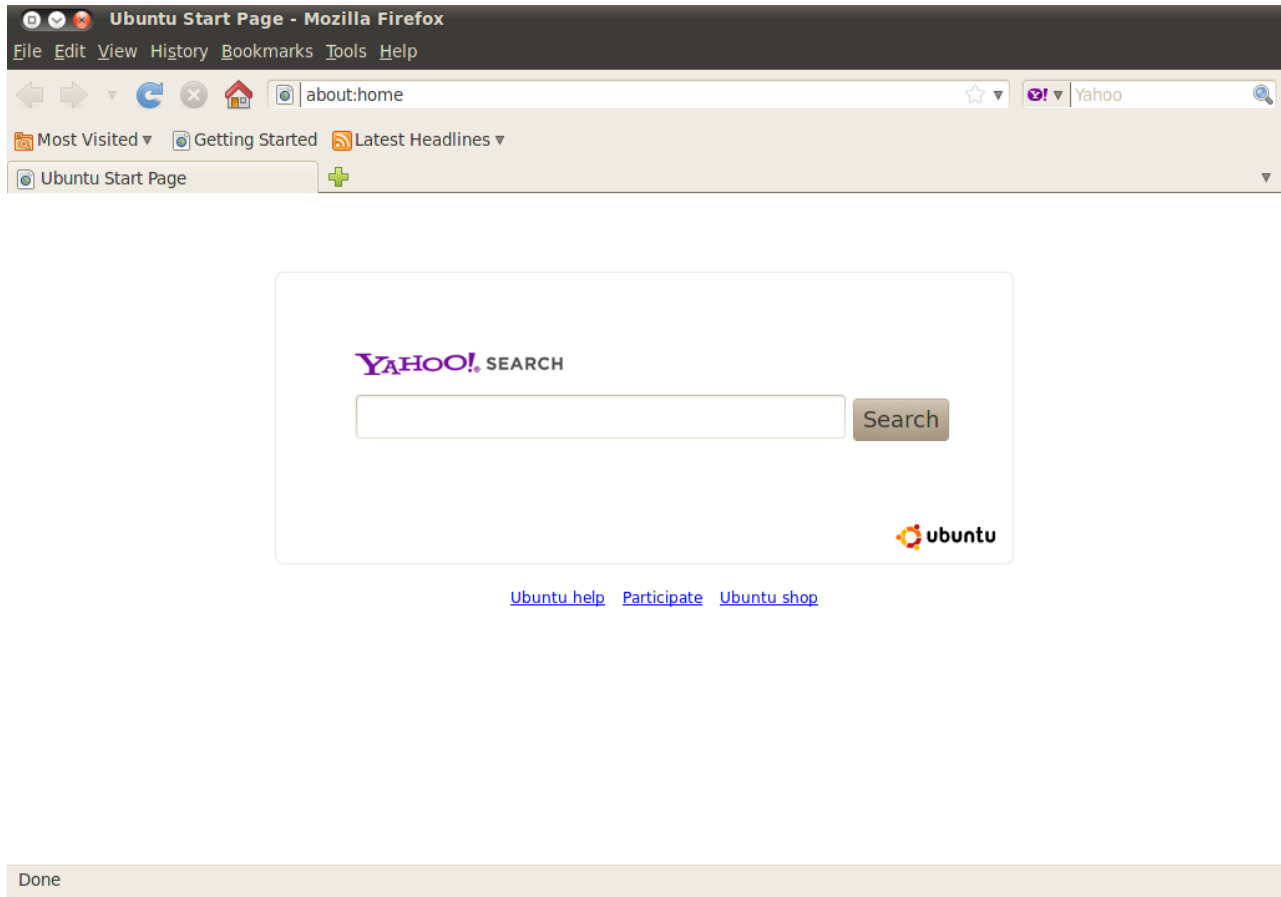 Ubuntu Start Page - Mozilla Firefox
File Edit View History Bookmarks Tools Help
about:home Yahoo
Most Visited Getting Started Latest Headlines
Ubuntu Start Page
YAHOO!® SEARCH
Search
ubuntu
Ubuntu help Participate Ubuntu shop
Done